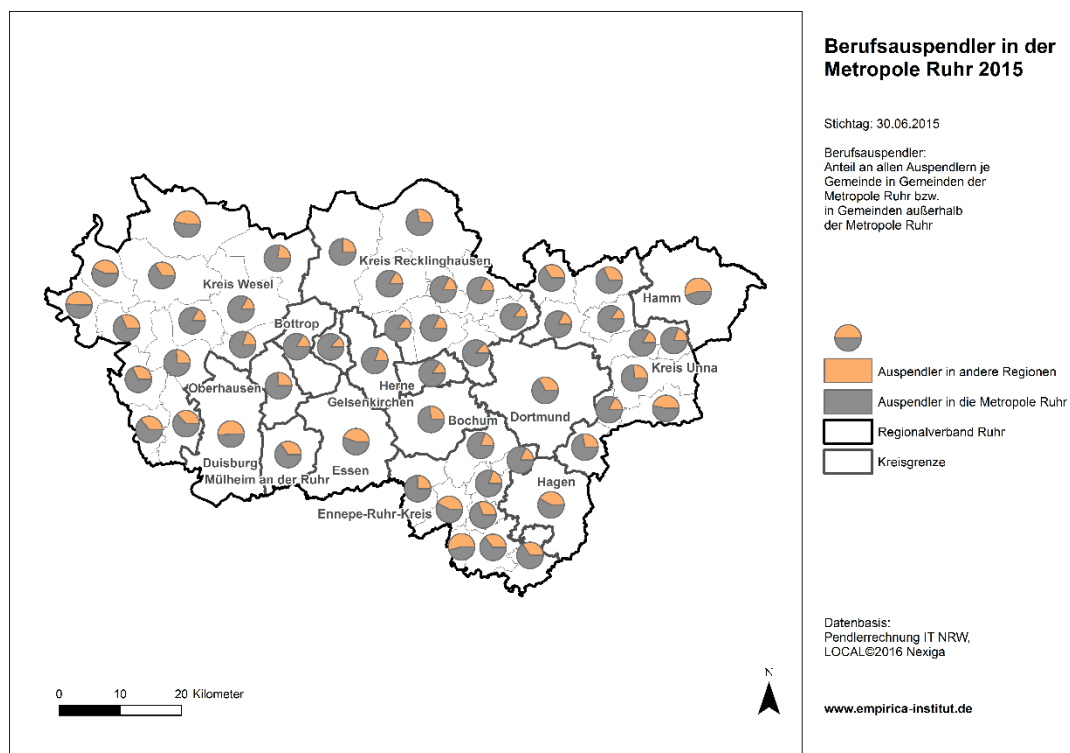 Berufsauspendler in der
Metropole Ruhr 2015
Stichtag: 30.06.2015
Berufsauspendler:
Anteil an allen Auspendlern je
Gemeinde in Gemeinden der
Metropole Ruhr bzw.
in Gemeinden außerhalb
der Metropole Ruhr
Kreis Recklinghausen
Kreis Wesel
Hamm
Bottrop
Kreis Unna
Oberhausen
Herne
Gelsenkirchen
Dortmund
Bochum
Duisburg
Essen
Mülheim an der Ruhr
Hagen
Ennepe-Ruhr-Kreis
Auspendler in andere Regionen
Auspendler in die Metropole Ruhr
Regionalverband Ruhr
Kreisgrenze
Datenbasis:
Pendlerrechnung IT NRW,
LOCAL©2016 Nexiga
N
0 10 20 Kilometer
www.empirica-institut.de